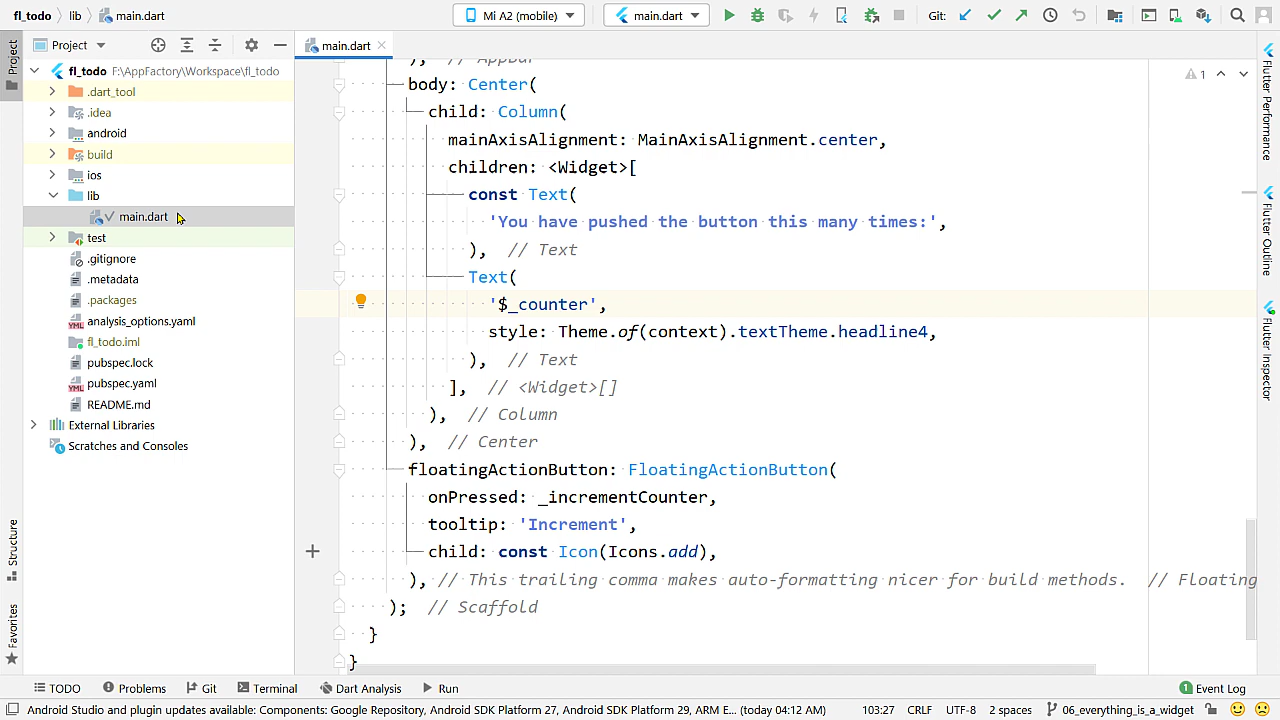 fl_todo lib main.dart Mi A2 (mobile) main.dart Git:
Project main.dart
fl_todo F:\AppFactory\Workspace\fl_todo
.dart_tool
.idea
android
build
ios
lib
main.dart
test
.gitignore
.metadata
.packages
analysis_options.yaml
fl_todo.iml
pubspec.lock
pubspec.yaml
README.md
External Libraries
Scratches and Consoles
Project
Structure
Favorites
), // AppBar
body: Center(
child: Column(
mainAxisAlignment: MainAxisAlignment.center,
children: <Widget>[
const Text(
'You have pushed the button this many times:',
), // Text
Text(
'$_counter',
style: Theme.of(context).textTheme.headline4,
), // Text
], // <Widget>[]
), // Column
), // Center
floatingActionButton: FloatingActionButton(
onPressed: _incrementCounter,
tooltip: 'Increment',
child: const Icon(Icons.add),
), // This trailing comma makes auto-formatting nicer for build methods. // Floating
); // Scaffold
}
}
1
Flutter Performance
Flutter Outline
Flutter Inspector
TODO Problems Git Terminal Dart Analysis Run 1 Event Log
Android Studio and plugin updates available: Components: Google Repository, Android SDK Platform 27, Android SDK Platform 29, ARM E... (today 04:12 AM) 103:27 CRLF UTF-8 2 spaces 06_everything_is_a_widget